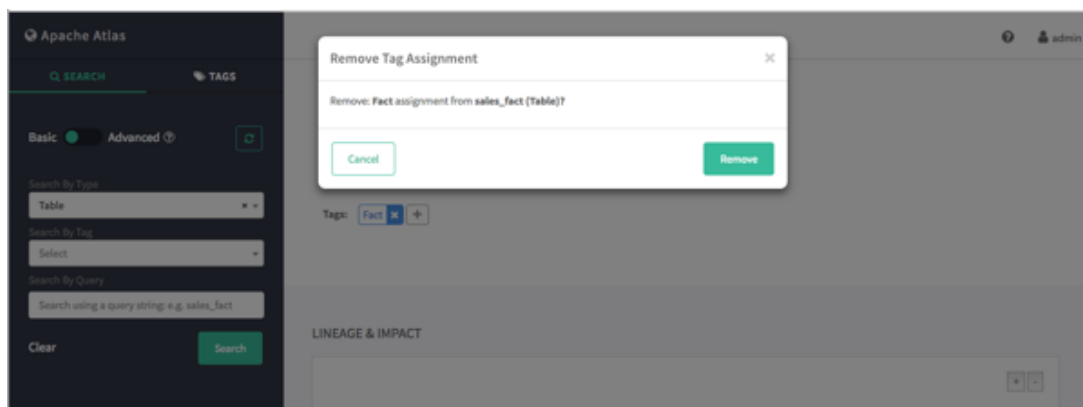 Apache Atlas
admin
SEARCH
TAGS
Remove Tag Assignment
×
Remove: Fact assignment from sales_fact (Table)?
Cancel
Remove
Basic
Advanced
Search By Type
Table
Search By Tag
Select
Search By Query
Search using a query string: e.g. sales_fact
Clear
Search
Tags: Fact × +
LINEAGE & IMPACT
+ -